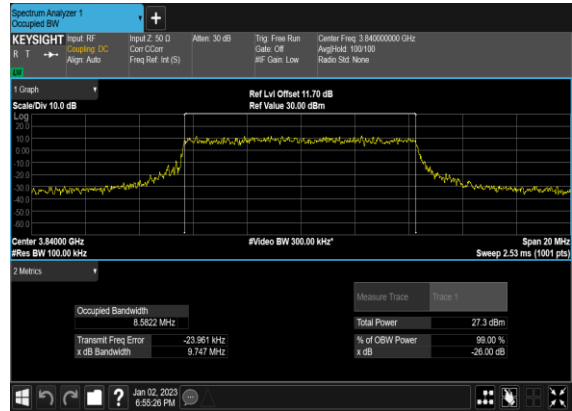 Spectrum Analyzer 1
Occupied BW
KEYSIGHT Input: RF Input Z: 50 Ω Atten: 30 dB Trig: Free Run Center Freq: 3.840000000 GHz
R T Coupling: DC Corr CCorr Gate: Off Avg|Hold: 100/100
Align: Auto Freq Ref: Int (S) #IF Gain: Low Radio Std: None
1 Graph
Ref Lvl Offset 11.70 dB
Scale/Div 10.0 dB Ref Value 30.00 dBm
Log
20.0
10.0
0.00
-10.0
-20.0
-30.0
-40.0
-50.0
-60.0
Center 3.84000 GHz #Video BW 300.00 kHz* Span 20 MHz
#Res BW 100.00 kHz Sweep 2.53 ms (1001 pts)
2 Metrics
Measure Trace Trace 1
Occupied Bandwidth
8.5822 MHz Total Power 27.3 dBm
Transmit Freq Error -23.961 kHz % of OBW Power 99.00 %
x dB Bandwidth 9.747 MHz x dB -26.00 dB
? Jan 02, 2023
6:55:26 PM